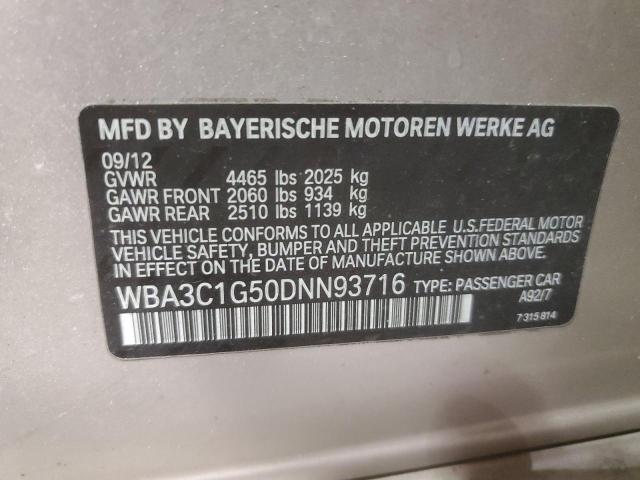 MFD BY BAYERISCHE MOTOREN WERKE AG
09/12
GVWR 4465 lbs 2025 kg
GAWR FRONT 2060 lbs 934 kg
GAWR REAR 2510 lbs 1139 kg
THIS VEHICLE CONFORMS TO ALL APPLICABLE U.S.FEDERAL MOTOR
VEHICLE SAFETY, BUMPER AND THEFT PREVENTION STANDARDS
IN EFFECT ON THE DATE OF MANUFACTURE SHOWN ABOVE.
WBA3C1G50DNN93716 TYPE: PASSENGER CAR
A92/7
7 315 814